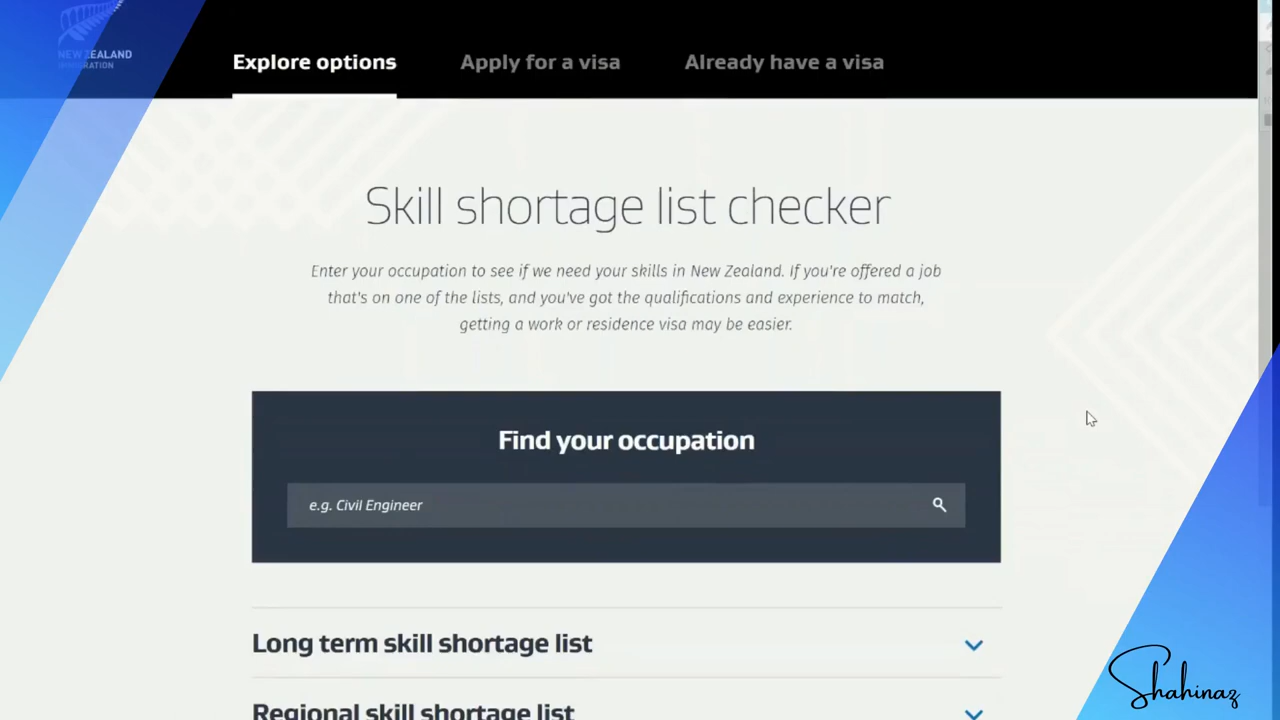 NEW ZEALAND
IMMIGRATION
Explore options
Apply for a visa
Already have a visa
Skill shortage list checker
Enter your occupation to see if we need your skills in New Zealand. If you're offered a job
that's on one of the lists, and you've got the qualifications and experience to match,
getting a work or residence visa may be easier.
Find your occupation
e.g. Civil Engineer
Long term skill shortage list
Regional skill shortage list
Shahinaz